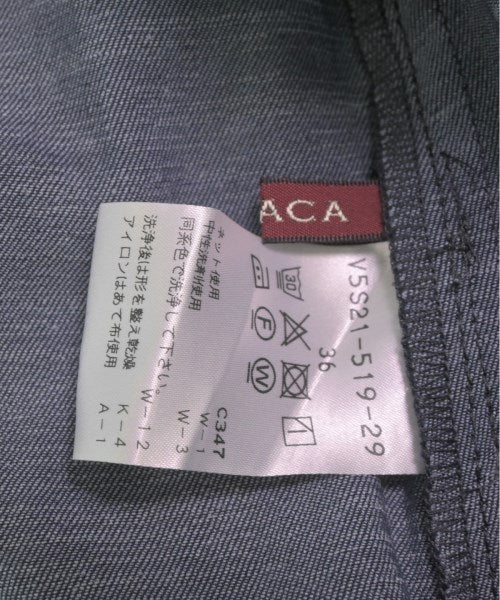 ACA
V5S21-519-29
36
30
F
W
C347
ネット使用 W-1
中性洗剤使用 W-3
同系色で洗浄して下さい。 W-12
洗浄後は形を整え乾燥 K-4
アイロンはあて布使用 A-1